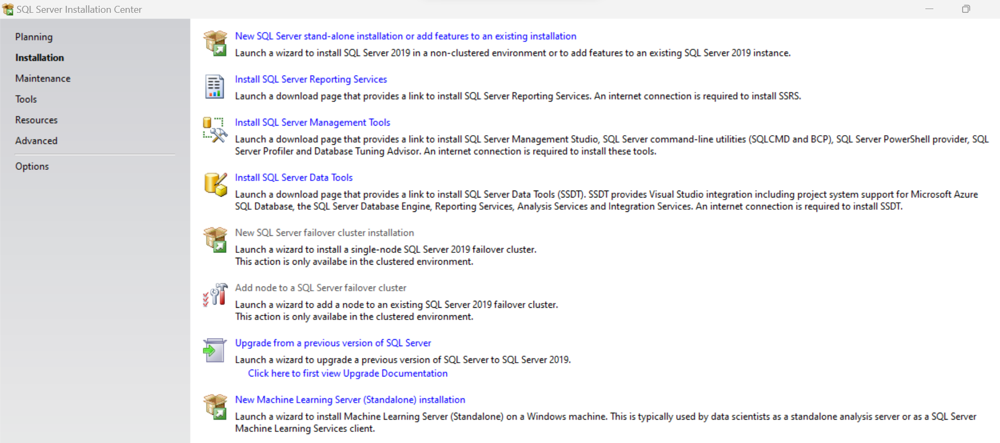 SQL Server Installation Center
Planning
Installation
Maintenance
Tools
Resources
Advanced
Options
New SQL Server stand-alone installation or add features to an existing installation
Launch a wizard to install SQL Server 2019 in a non-clustered environment or to add features to an existing SQL Server 2019 instance.
Install SQL Server Reporting Services
Launch a download page that provides a link to install SQL Server Reporting Services. An internet connection is required to install SSRS.
Install SQL Server Management Tools
Launch a download page that provides a link to install SQL Server Management Studio, SQL Server command-line utilities (SQLCMD and BCP), SQL Server PowerShell provider, SQL
Server Profiler and Database Tuning Advisor. An internet connection is required to install these tools.
Install SQL Server Data Tools
Launch a download page that provides a link to install SQL Server Data Tools (SSDT). SSDT provides Visual Studio integration including project system support for Microsoft Azure
SQL Database, the SQL Server Database Engine, Reporting Services, Analysis Services and Integration Services. An internet connection is required to install SSDT.
New SQL Server failover cluster installation
Launch a wizard to install a single-node SQL Server 2019 failover cluster.
This action is only availabe in the clustered environment.
Add node to a SQL Server failover cluster
Launch a wizard to add a node to an existing SQL Server 2019 failover cluster.
This action is only availabe in the clustered environment.
Upgrade from a previous version of SQL Server
Launch a wizard to upgrade a previous version of SQL Server to SQL Server 2019.
Click here to first view Upgrade Documentation
New Machine Learning Server (Standalone) installation
Launch a wizard to install Machine Learning Server (Standalone) on a Windows machine. This is typically used by data scientists as a standalone analysis server or as a SQL Server
Machine Learning Services client.